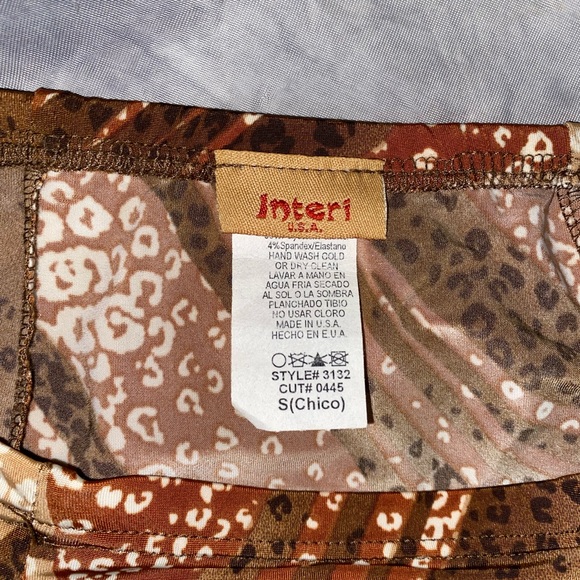 Interi
U.S.A.
4%Spandex/Elastano
HAND WASH COLD
OR DRY CLEAN
LAVAR A MANO EN
AGUA FRIA SECADO
AL SOL O LA SOMBRA
PLANCHADO TIBIO
NO USAR CLORO
MADE IN U.S.A.
HECHO EN E.U.A.
STYLE# 3132
CUT# 0445
S(Chico)